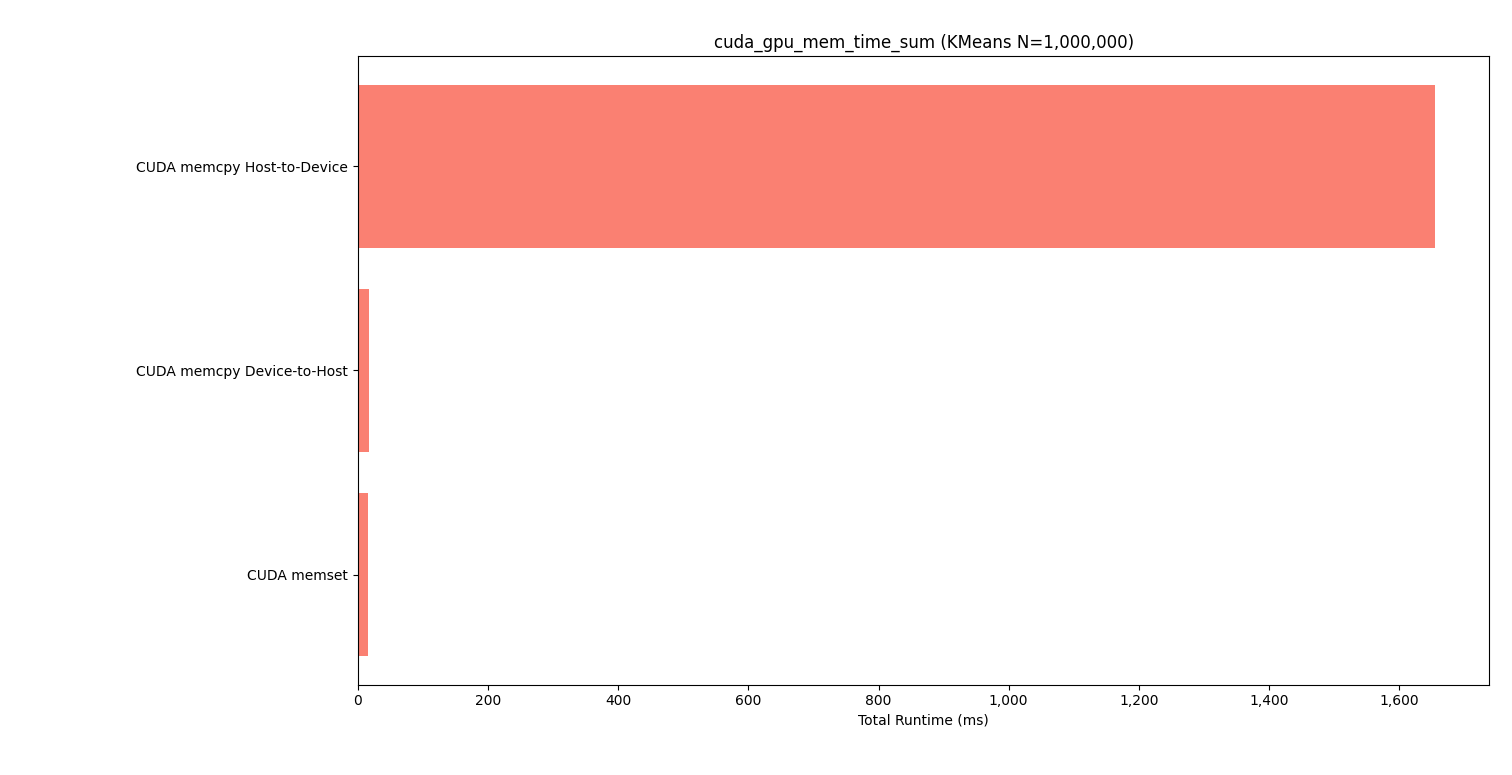 cuda_gpu_mem_time_sum (KMeans N=1,000,000)
CUDA memcpy Host-to-Device
CUDA memcpy Device-to-Host
CUDA memset
0 200 400 600 800 1,000 1,200 1,400 1,600
Total Runtime (ms)